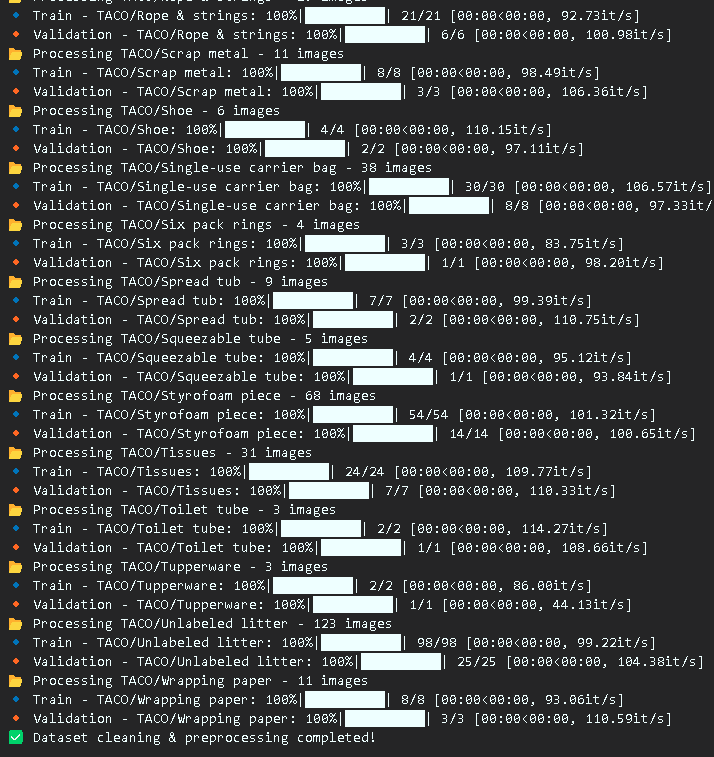 Train - TACO/Rope & strings: 100%|██████████| 21/21 [00:00<00:00, 92.73it/s]
Validation - TACO/Rope & strings: 100%|██████████| 6/6 [00:00<00:00, 100.98it/s]
Processing TACO/Scrap metal - 11 images
Train - TACO/Scrap metal: 100%|██████████| 8/8 [00:00<00:00, 98.49it/s]
Validation - TACO/Scrap metal: 100%|██████████| 3/3 [00:00<00:00, 106.36it/s]
Processing TACO/Shoe - 6 images
Train - TACO/Shoe: 100%|██████████| 4/4 [00:00<00:00, 110.15it/s]
Validation - TACO/Shoe: 100%|██████████| 2/2 [00:00<00:00, 97.11it/s]
Processing TACO/Single-use carrier bag - 38 images
Train - TACO/Single-use carrier bag: 100%|██████████| 30/30 [00:00<00:00, 106.57it/s]
Validation - TACO/Single-use carrier bag: 100%|██████████| 8/8 [00:00<00:00, 97.33it/
Processing TACO/Six pack rings - 4 images
Train - TACO/Six pack rings: 100%|██████████| 3/3 [00:00<00:00, 83.75it/s]
Validation - TACO/Six pack rings: 100%|██████████| 1/1 [00:00<00:00, 98.20it/s]
Processing TACO/Spread tub - 9 images
Train - TACO/Spread tub: 100%|██████████| 7/7 [00:00<00:00, 99.39it/s]
Validation - TACO/Spread tub: 100%|██████████| 2/2 [00:00<00:00, 110.75it/s]
Processing TACO/Squeezable tube - 5 images
Train - TACO/Squeezable tube: 100%|██████████| 4/4 [00:00<00:00, 95.12it/s]
Validation - TACO/Squeezable tube: 100%|██████████| 1/1 [00:00<00:00, 93.84it/s]
Processing TACO/Styrofoam piece - 68 images
Train - TACO/Styrofoam piece: 100%|██████████| 54/54 [00:00<00:00, 101.32it/s]
Validation - TACO/Styrofoam piece: 100%|██████████| 14/14 [00:00<00:00, 100.65it/s]
Processing TACO/Tissues - 31 images
Train - TACO/Tissues: 100%|██████████| 24/24 [00:00<00:00, 109.77it/s]
Validation - TACO/Tissues: 100%|██████████| 7/7 [00:00<00:00, 110.33it/s]
Processing TACO/Toilet tube - 3 images
Train - TACO/Toilet tube: 100%|██████████| 2/2 [00:00<00:00, 114.27it/s]
Validation - TACO/Toilet tube: 100%|██████████| 1/1 [00:00<00:00, 108.66it/s]
Processing TACO/Tupperware - 3 images
Train - TACO/Tupperware: 100%|██████████| 2/2 [00:00<00:00, 86.00it/s]
Validation - TACO/Tupperware: 100%|██████████| 1/1 [00:00<00:00, 44.13it/s]
Processing TACO/Unlabeled litter - 123 images
Train - TACO/Unlabeled litter: 100%|██████████| 98/98 [00:00<00:00, 99.22it/s]
Validation - TACO/Unlabeled litter: 100%|██████████| 25/25 [00:00<00:00, 104.38it/s]
Processing TACO/Wrapping paper - 11 images
Train - TACO/Wrapping paper: 100%|██████████| 8/8 [00:00<00:00, 93.06it/s]
Validation - TACO/Wrapping paper: 100%|██████████| 3/3 [00:00<00:00, 110.59it/s]
Dataset cleaning & preprocessing completed!